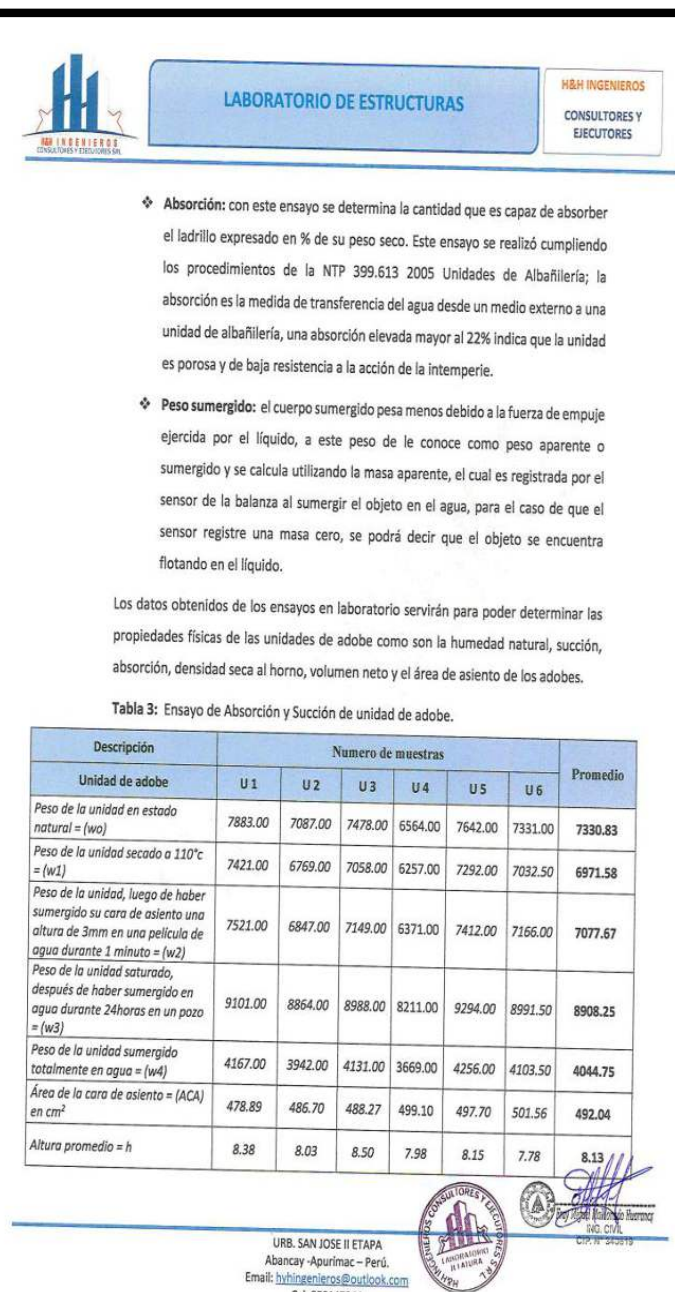 H&H INGENIEROS
CONSULTORES Y EJECUTORES SRL
LABORATORIO DE ESTRUCTURAS
H&H INGENIEROS
CONSULTORES Y
EJECUTORES
❖ Absorción: con este ensayo se determina la cantidad que es capaz de absorber
el ladrillo expresado en % de su peso seco. Este ensayo se realizó cumpliendo
los procedimientos de la NTP 399.613 2005 Unidades de Albañilería; la
absorción es la medida de transferencia del agua desde un medio externo a una
unidad de albañilería, una absorción elevada mayor al 22% indica que la unidad
es porosa y de baja resistencia a la acción de la intemperie.
❖ Peso sumergido: el cuerpo sumergido pesa menos debido a la fuerza de empuje
ejercida por el líquido, a este peso de le conoce como peso aparente o
sumergido y se calcula utilizando la masa aparente, el cual es registrada por el
sensor de la balanza al sumergir el objeto en el agua, para el caso de que el
sensor registre una masa cero, se podrá decir que el objeto se encuentra
flotando en el líquido.
Los datos obtenidos de los ensayos en laboratorio servirán para poder determinar las
propiedades físicas de las unidades de adobe como son la humedad natural, succión,
absorción, densidad seca al horno, volumen neto y el área de asiento de los adobes.
Tabla 3: Ensayo de Absorción y Succión de unidad de adobe.
Descripción Numero de muestras Promedio
Unidad de adobe U 1 U 2 U 3 U 4 U 5 U 6
Peso de la unidad en estado
natural = (wo) 7883.00 7087.00 7478.00 6564.00 7642.00 7331.00 7330.83
Peso de la unidad secado a 110°c
= (w1) 7421.00 6769.00 7058.00 6257.00 7292.00 7032.50 6971.58
Peso de la unidad, luego de haber
sumergido su cara de asiento una
altura de 3mm en una película de
agua durante 1 minuto = (w2) 7521.00 6847.00 7149.00 6371.00 7412.00 7166.00 7077.67
Peso de la unidad saturado,
después de haber sumergido en
agua durante 24horas en un pozo
= (w3) 9101.00 8864.00 8988.00 8211.00 9294.00 8991.50 8908.25
Peso de la unidad sumergido
totalmente en agua = (w4) 4167.00 3942.00 4131.00 3669.00 4256.00 4103.50 4044.75
Área de la cara de asiento = (ACA)
en cm² 478.89 486.70 488.27 499.10 497.70 501.56 492.04
Altura promedio = h 8.38 8.03 8.50 7.98 8.15 7.78 8.13
CONSULTORES Y EJECUTORES S.R.L.
H&H INGENIEROS
LABORATORIO
ING. CIVIL
URB. SAN JOSE II ETAPA
Abancay -Apurimac – Perú.
Email: hyhingenieros@outlook.com